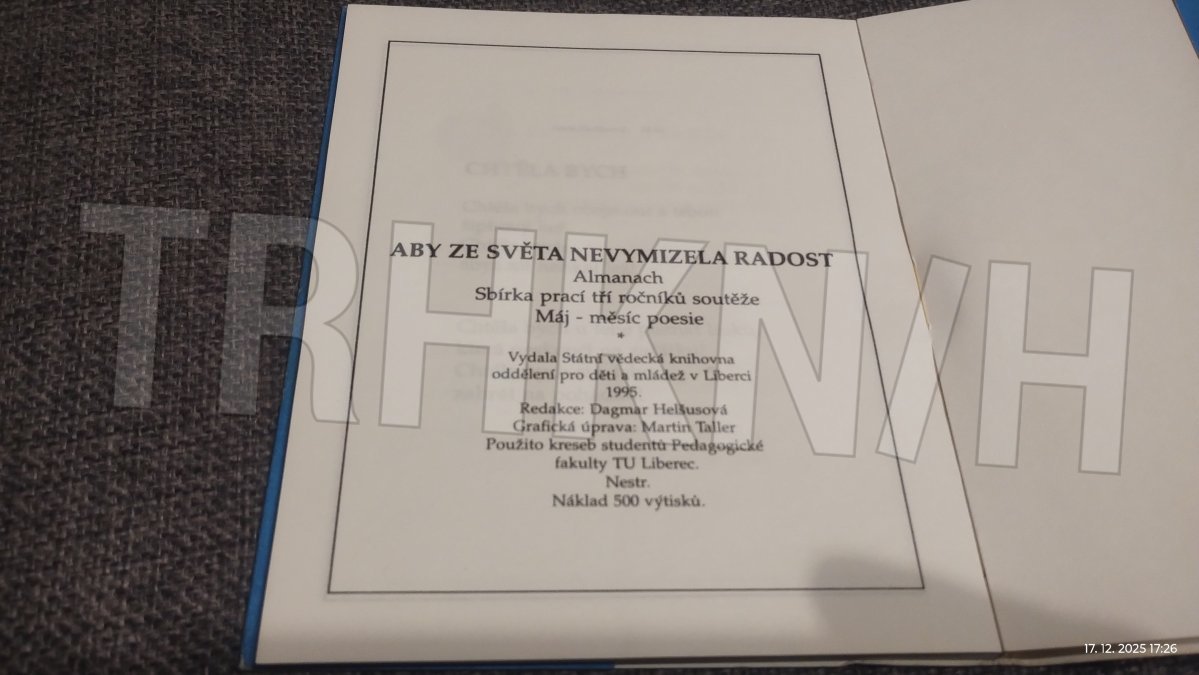 ABY ZE SVĚTA NEVYMIZELA RADOST
Almanach
Sbírka prací tří ročníků soutěže
Máj - měsíc poesie
*
Vydala Státní vědecká knihovna
oddělení pro děti a mládež v Liberci
1995.
Redakce: Dagmar Helšusová
Grafická úprava: Martin Taller
Použito kreseb studentů Pedagogické
fakulty TU Liberec.
Nestr.
Náklad 500 výtisků.
TRHKNIH
17. 12. 2025 17:26